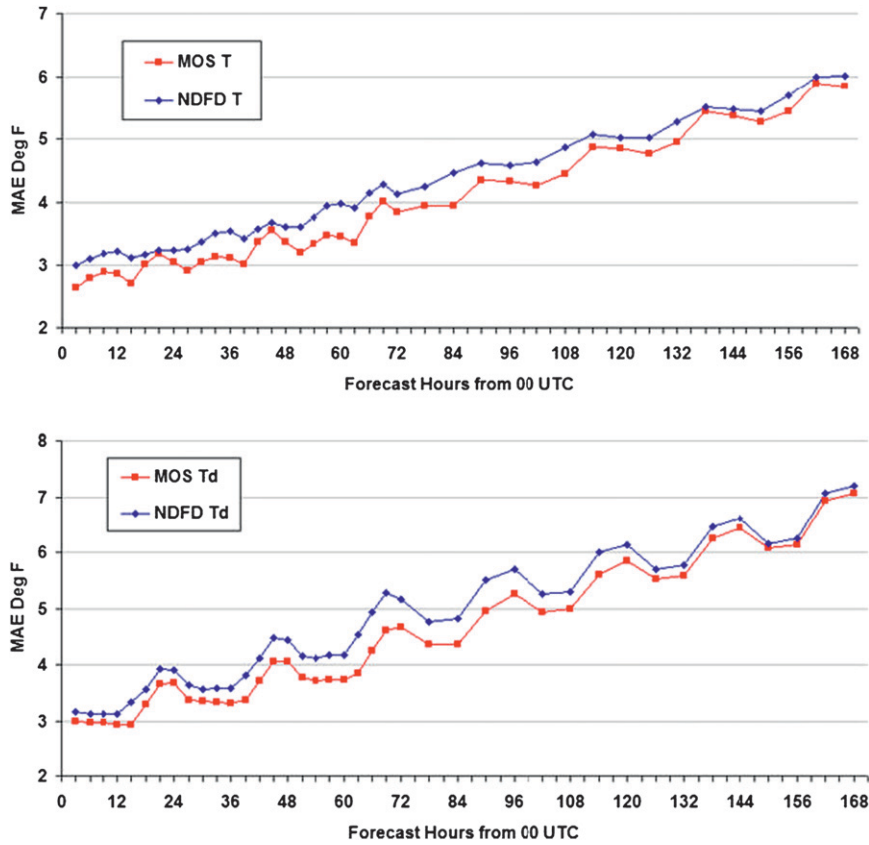 7
6
5
4
3
2
MAE Deg F
MOS T
NDFD T
0 12 24 36 48 60 72 84 96 108 120 132 144 156 168
Forecast Hours from 00 UTC
8
7
6
5
4
3
2
MAE Deg F
MOS Td
NDFD Td
0 12 24 36 48 60 72 84 96 108 120 132 144 156 168
Forecast Hours from 00 UTC